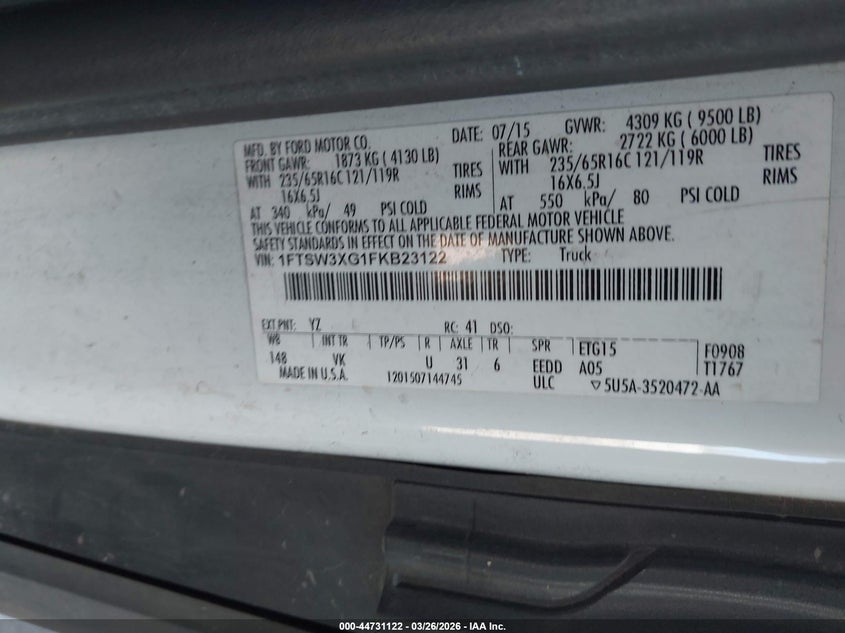 MFD. BY FORD MOTOR CO. DATE: 07/15 GVWR: 4309 KG ( 9500 LB)
FRONT GAWR: 1873 KG ( 4130 LB) REAR GAWR: 2722 KG ( 6000 LB)
WITH 235/65R16C 121/119R TIRES WITH 235/65R16C 121/119R TIRES
16X6.5J RIMS 16X6.5J RIMS
AT 340 kPa/ 49 PSI COLD AT 550 kPa/ 80 PSI COLD
THIS VEHICLE CONFORMS TO ALL APPLICABLE FEDERAL MOTOR VEHICLE
SAFETY STANDARDS IN EFFECT ON THE DATE OF MANUFACTURE SHOWN ABOVE.
VIN: 1FTSW3XG1FKB23122 TYPE: Truck
EXT PNT: YZ RC: 41 DSO:
WB INT TR TP/PS R AXLE TR SPR ETG15 F0908
148 VK U 31 6 EEDD A05 T1767
MADE IN U.S.A. 1201507144745 ULC ▽5U5A-3520472-AA
000-44731122 - 03/26/2026 - IAA Inc.